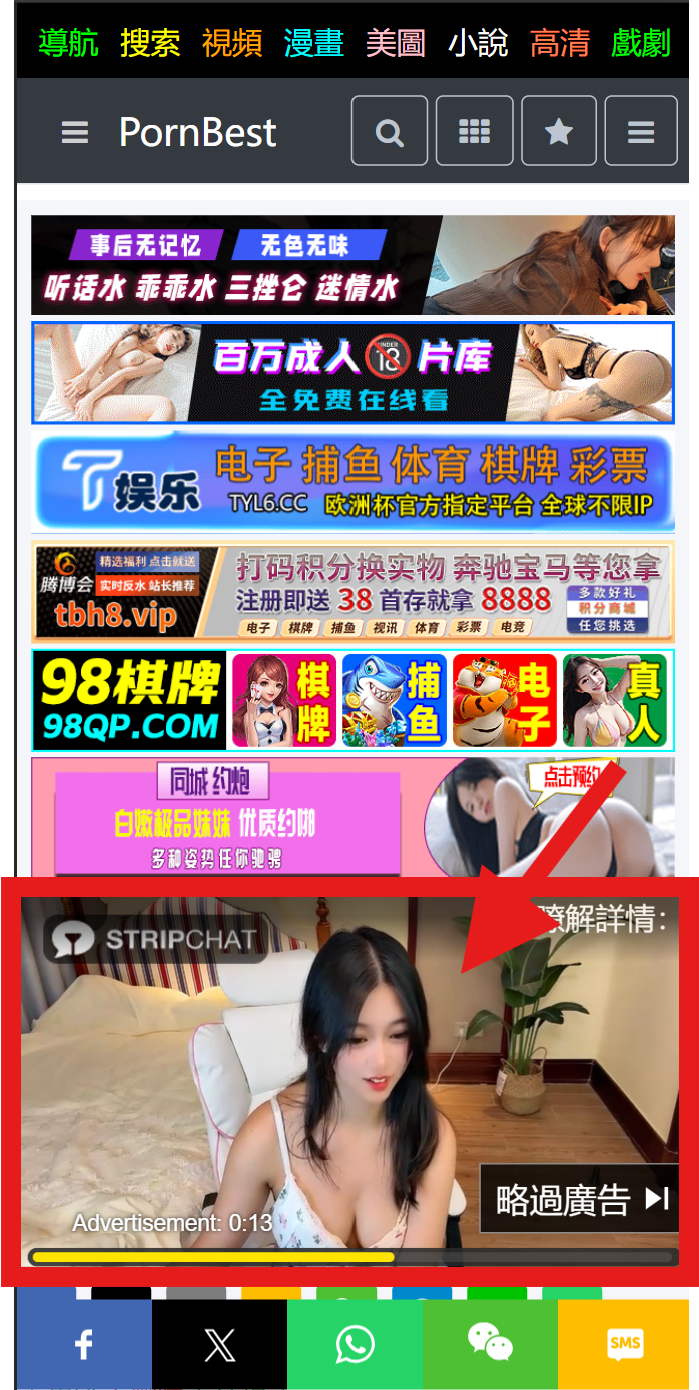 導航 搜索 視頻 漫畫 美圖 小說 高清 戲劇
PornBest
事后无记忆 无色无味
听话水 乖乖水 三挫仑 迷情水
百万成人 UNDER 18 片库
全免费在线看
T娱乐
电子 捕鱼 体育 棋牌 彩票
TYL6.CC 欧洲杯官方指定平台 全球不限IP
腾博会
tbh8.vip
精选福利 点击就送
实时反水 站长推荐
打码积分换实物 奔驰宝马等您拿
注册即送 38 首存就拿 8888
电子 棋牌 捕鱼 视讯 体育 彩票 电竞
多款好礼
积分商城
任您挑选
98棋牌
98QP.COM
棋牌
捕鱼
电子
真人
同城约炮
白嫩极品妹妹 优质约啪
多种姿势任你驰骋
点击预约
STRIPCHAT
瞭解詳情:
略過廣告
Advertisement: 0:13
SMS